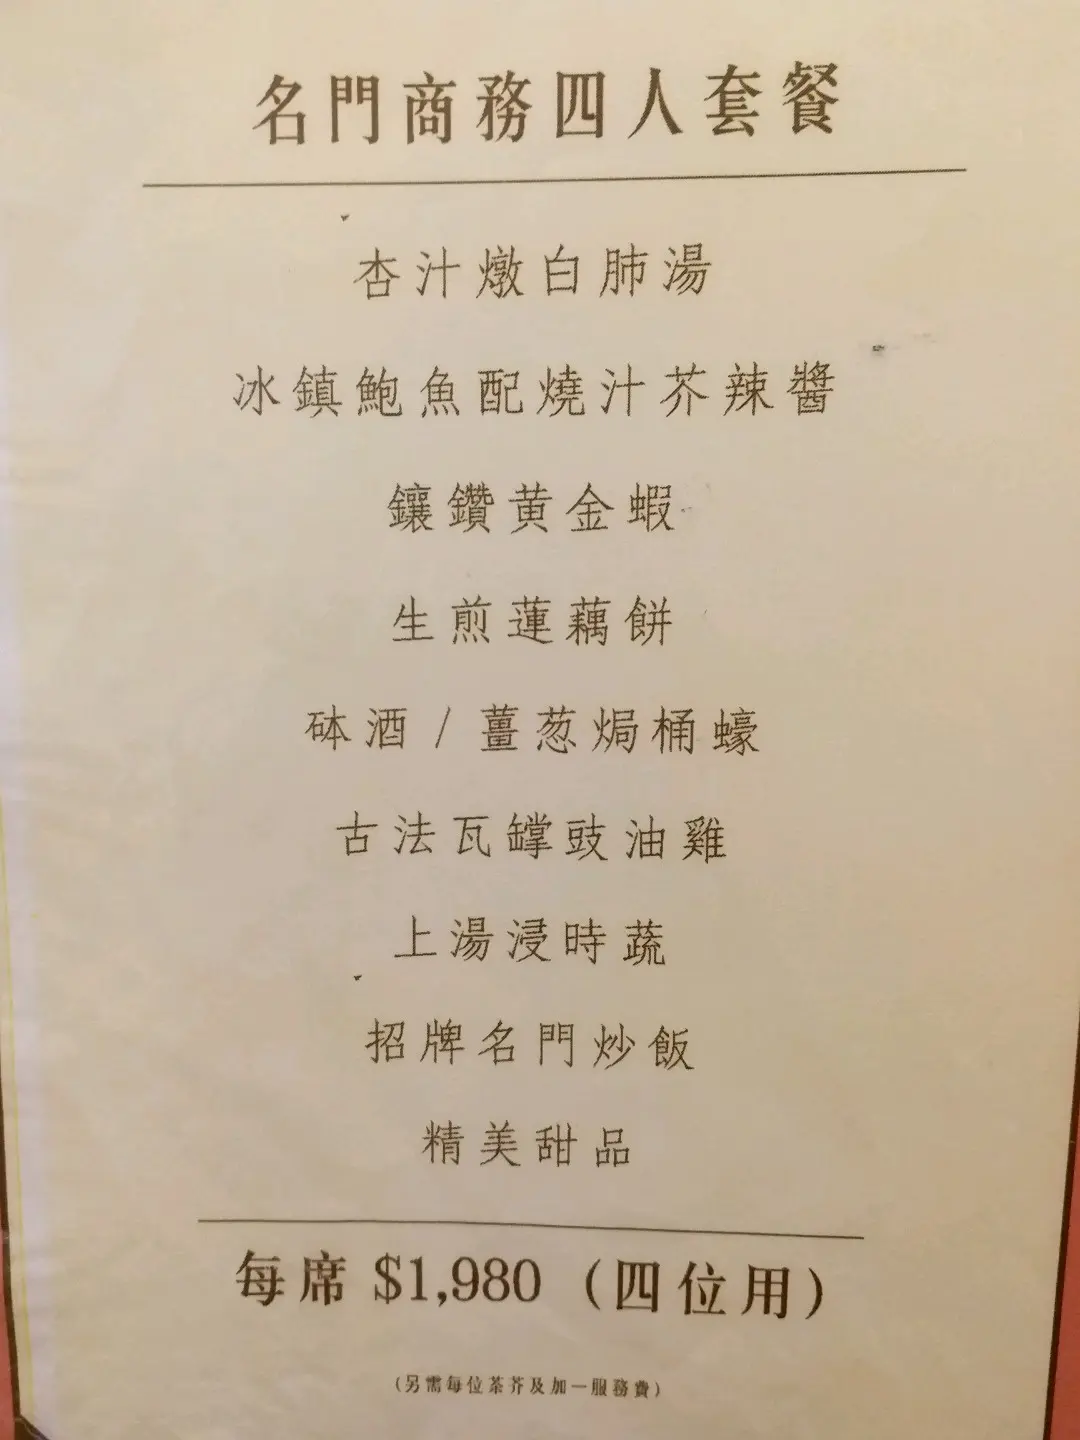 名門商務四人套餐
杏汁燉白肺湯
冰鎮鮑魚配燒汁芥辣醬
鑲鑽黃金蝦
生煎蓮藕餅
砵酒 / 薑葱焗桶蠔
古法瓦罉豉油雞
上湯浸時蔬
招牌名門炒飯
精美甜品
每席 $1,980 (四位用)
(另需每位茶芥及加一服務費)